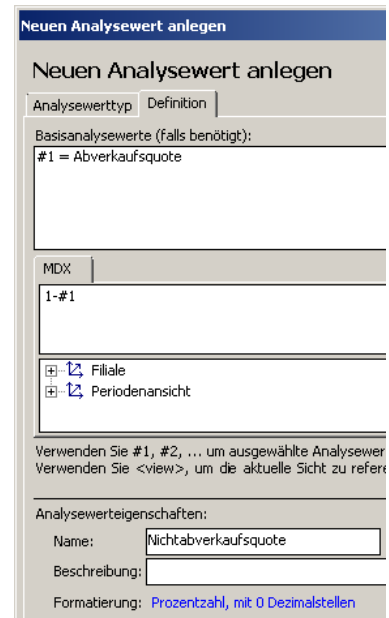 Neuen Analysewert anlegen
Neuen Analysewert anlegen
Analysewerttyp Definition
Basisanalysewerte (falls benötigt):
#1 = Abverkaufsquote
MDX
1-#1
Filiale
Periodenansicht
Verwenden Sie #1, #2, ... um ausgewählte Analysewer
Verwenden Sie <view>, um die aktuelle Sicht zu refere
Analysewerteigenschaften:
Name: Nichtabverkaufsquote
Beschreibung:
Formatierung: Prozentzahl, mit 0 Dezimalstellen